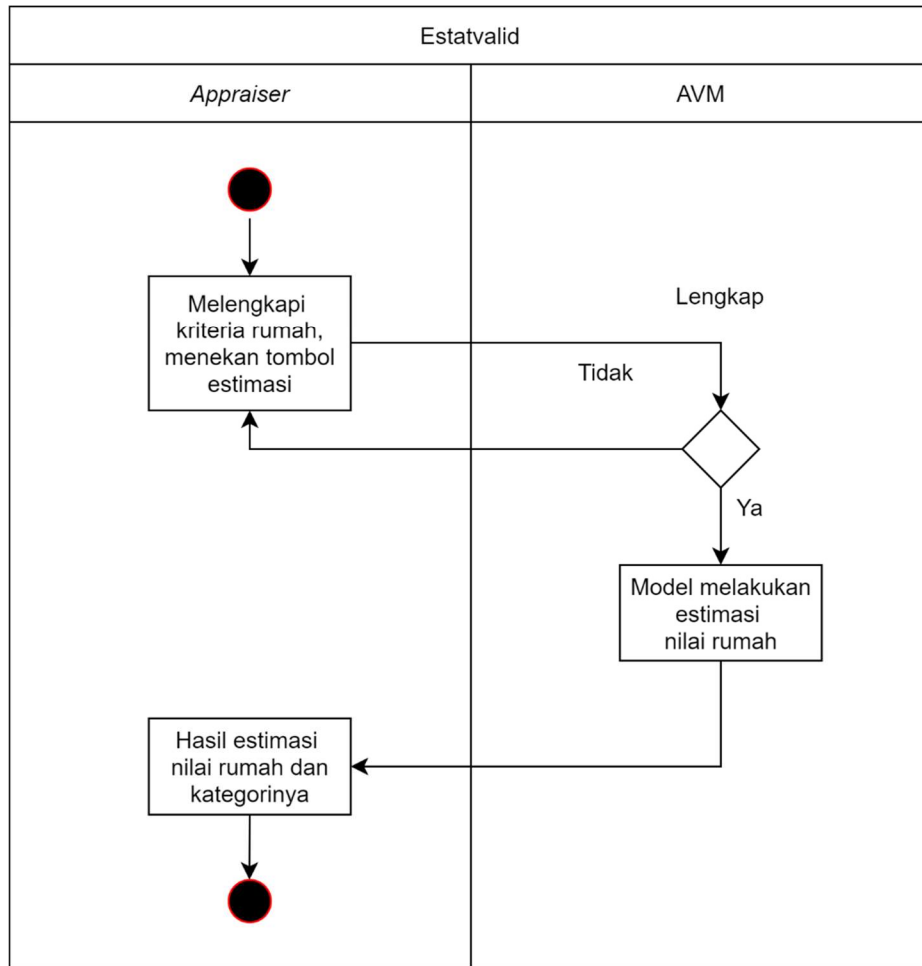 Estatvalid
Appraiser
AVM
Melengkapi
kriteria rumah,
menekan tombol
estimasi
Lengkap
Tidak
Ya
Model melakukan
estimasi
nilai rumah
Hasil estimasi
nilai rumah dan
kategorinya